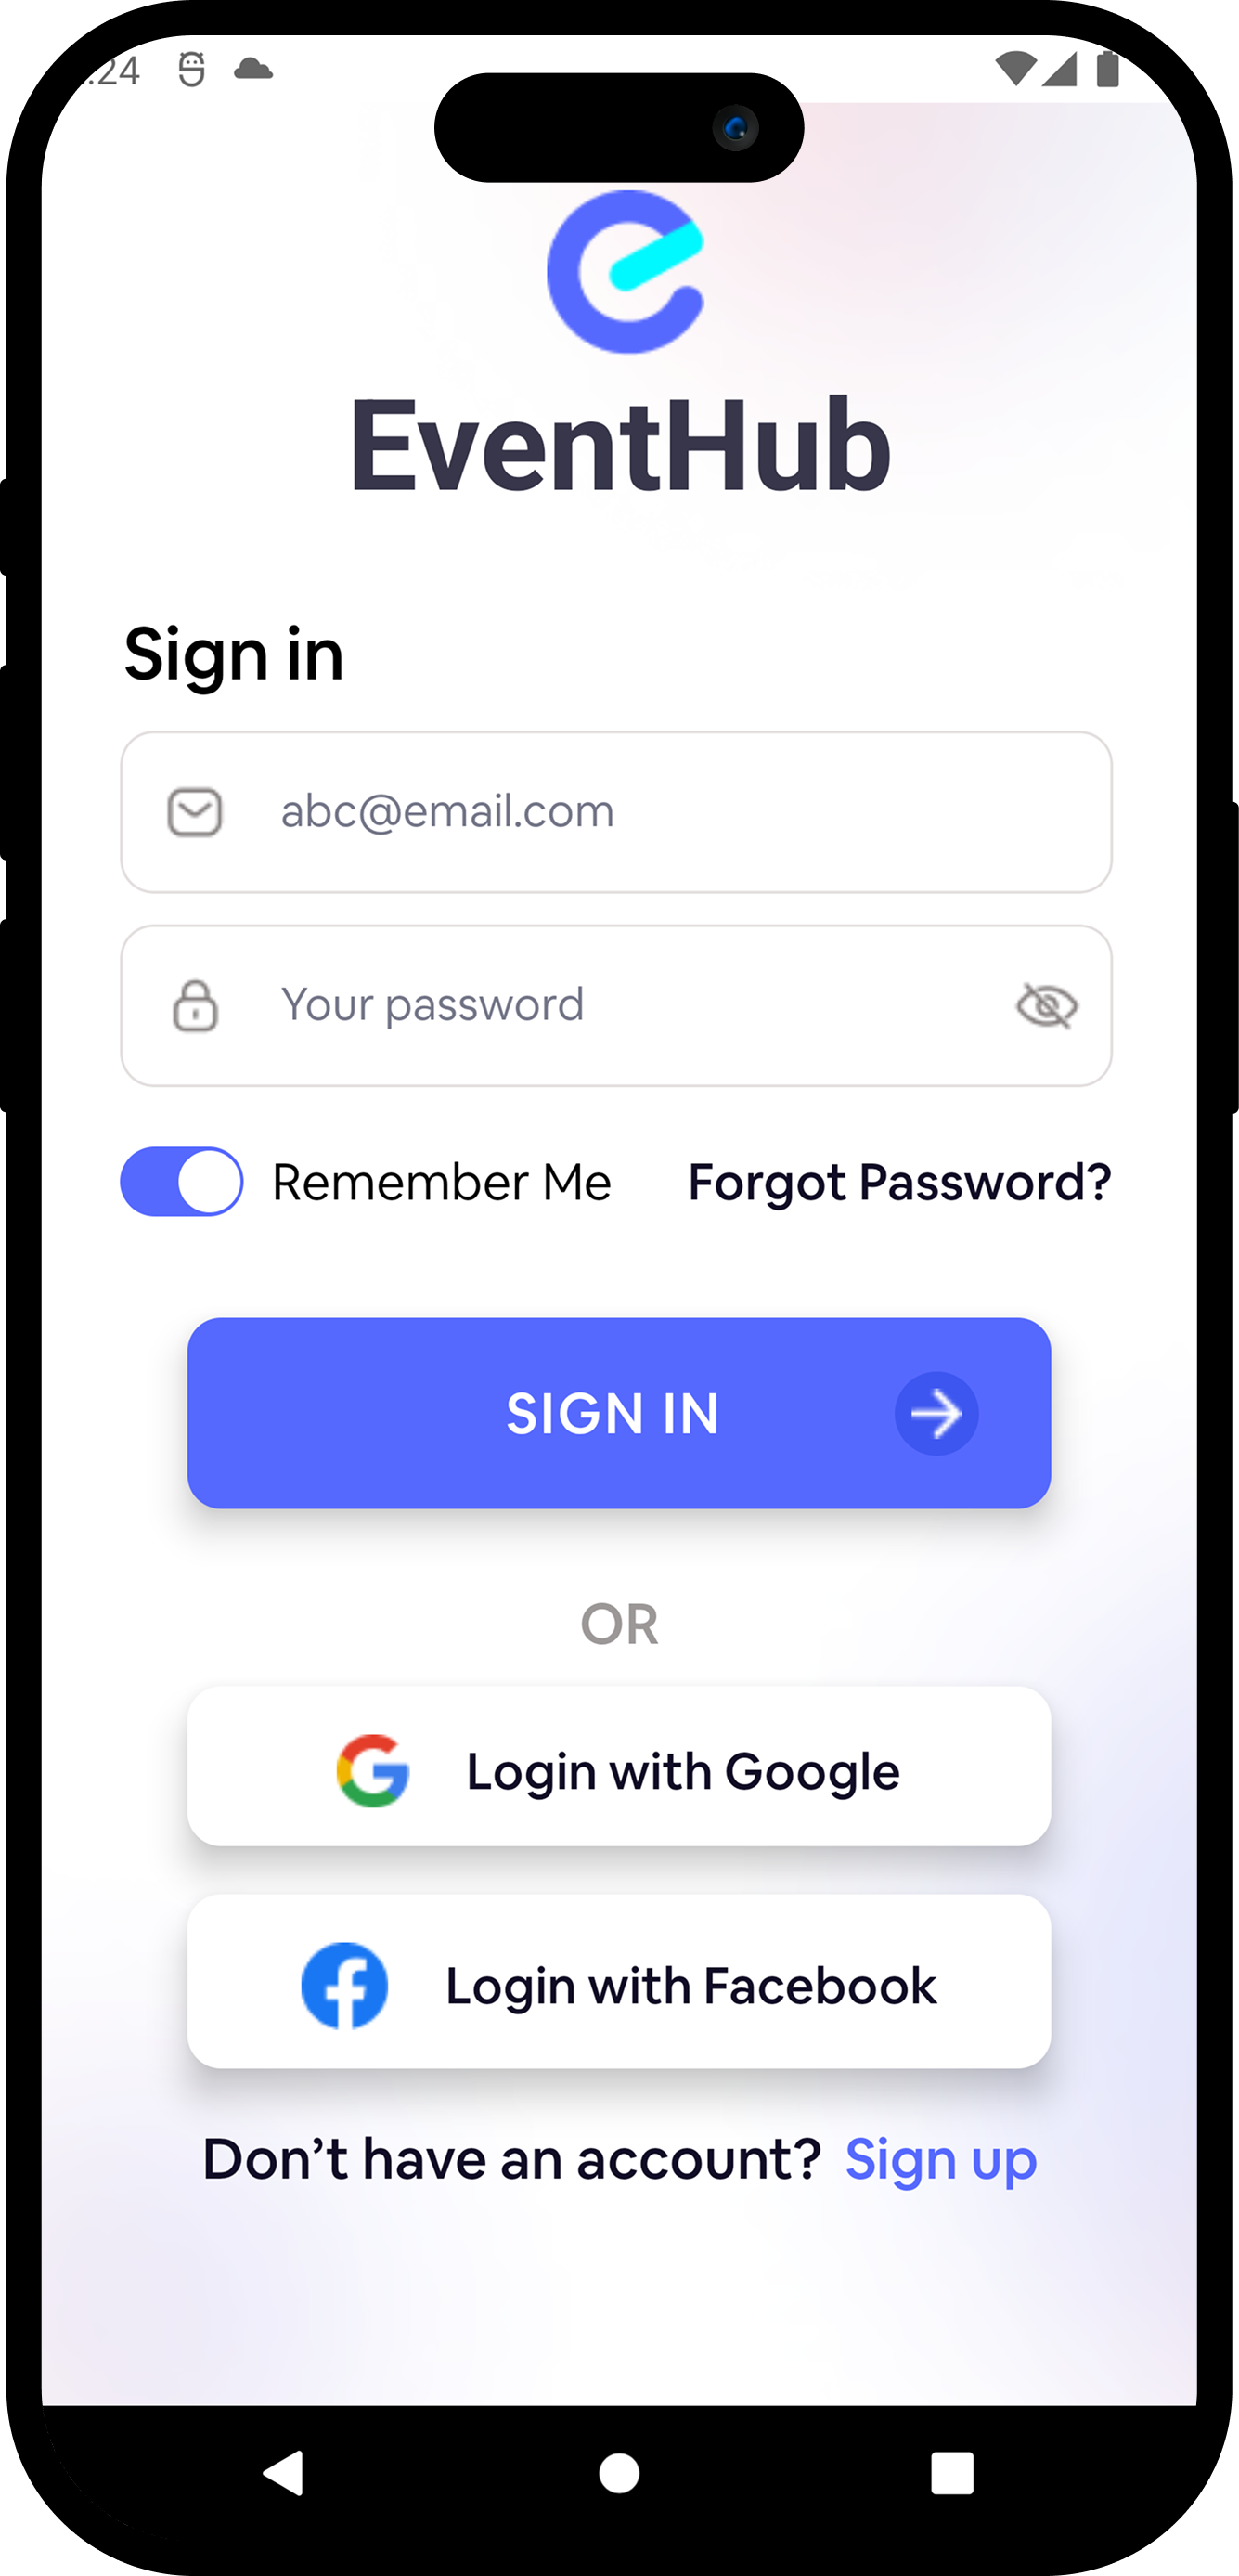 :24
EventHub
Sign in
abc@email.com
Your password
Remember Me Forgot Password?
SIGN IN
OR
Login with Google
Login with Facebook
Don’t have an account? Sign up